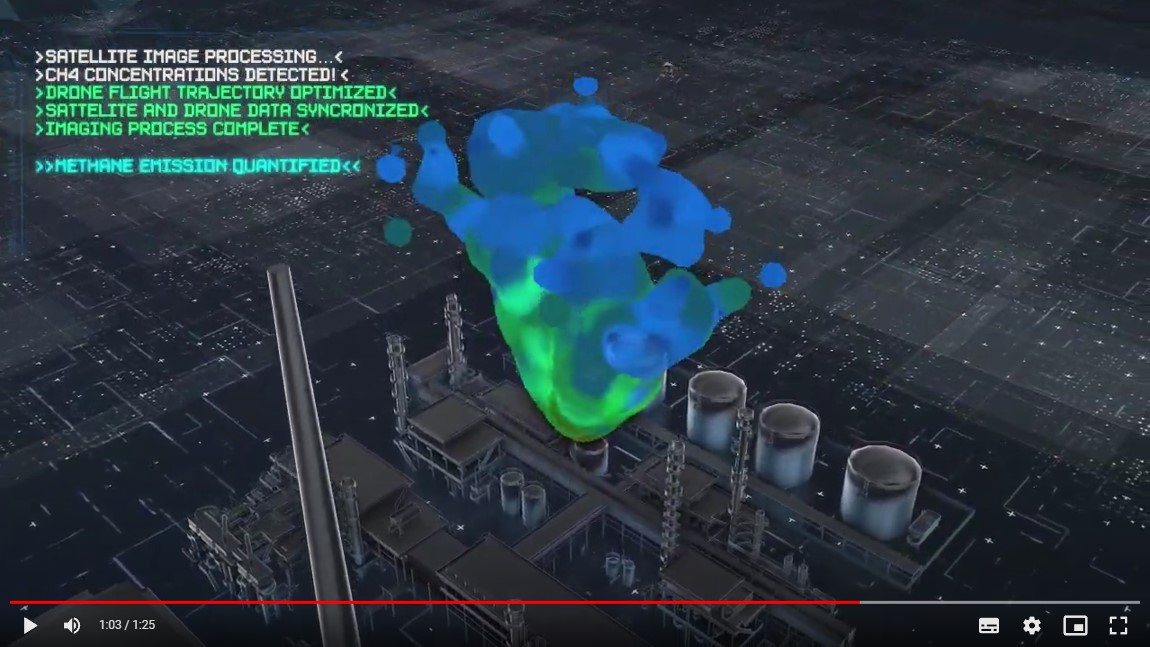 >SATELLITE IMAGE PROCESSING...<
>CH4 CONCENTRATIONS DETECTED! <
>DRONE FLIGHT TRAJECTORY OPTIMIZED<
>SATTELITE AND DRONE DATA SYNCRONIZED<
>IMAGING PROCESS COMPLETE<
>>METHANE EMISSION QUANTIFIED<<
1:03 / 1:25